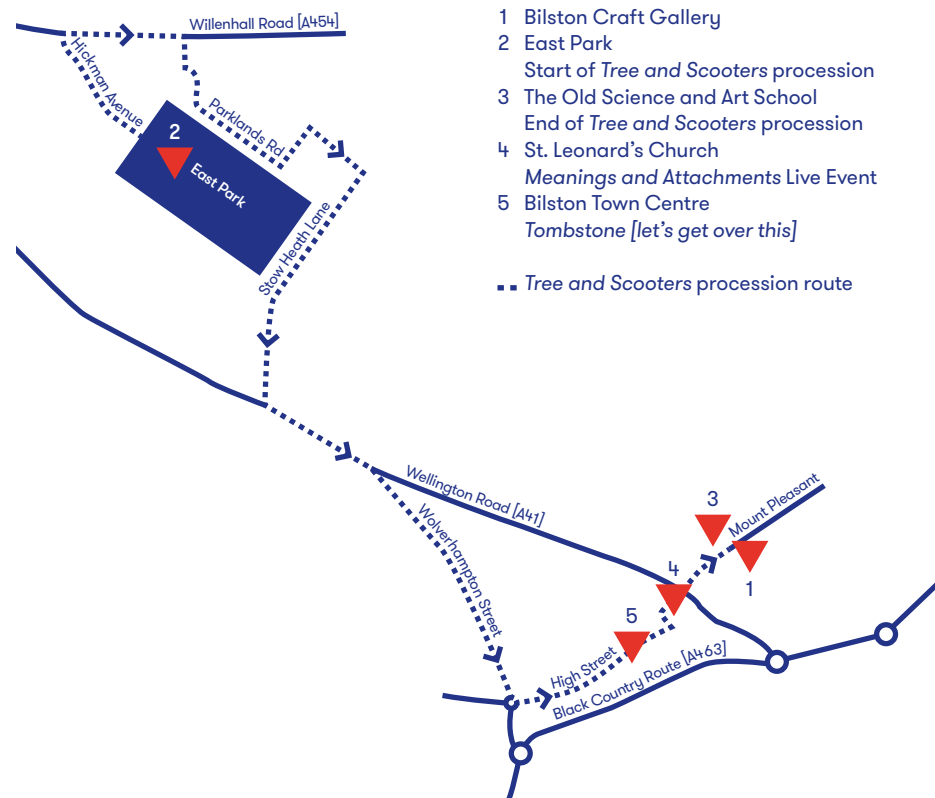 Willenhall Road [A454]
Hickman Avenue
Parklands Rd
2
East Park
Stow Heath Lane
Wellington Road [A41]
Wolverhampton Street
3
Mount Pleasant
4
1
5
High Street
Black Country Route [A463]
1 Bilston Craft Gallery
2 East Park
Start of Tree and Scooters procession
3 The Old Science and Art School
End of Tree and Scooters procession
4 St. Leonard's Church
Meanings and Attachments Live Event
5 Bilston Town Centre
Tombstone [let's get over this]
Tree and Scooters procession route